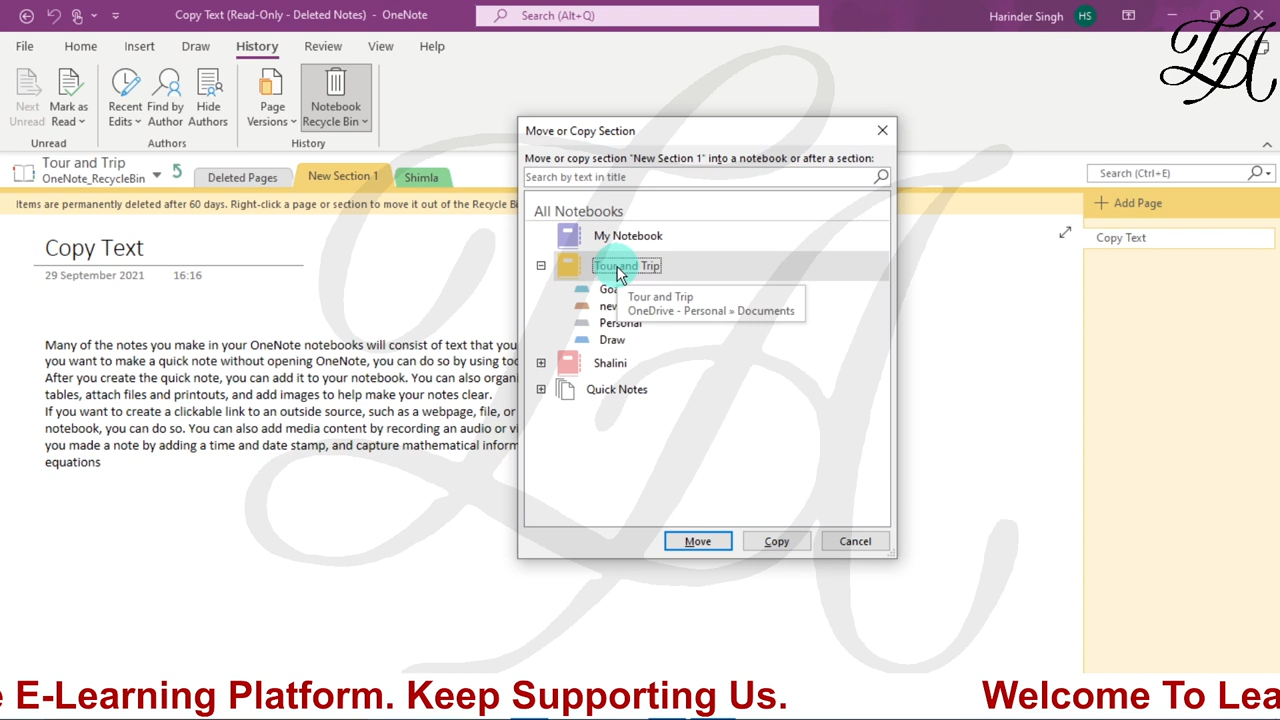 Copy Text (Read-Only - Deleted Notes) - OneNote
Search (Alt+Q)
Harinder Singh
HS
File
Home
Insert
Draw
History
Review
View
Help
Next Unread
Mark as Read
Recent Edits
Find by Author
Hide Authors
Page Versions
Notebook Recycle Bin
Unread
Authors
History
LA
Tour and Trip
OneNote_RecycleBin
Deleted Pages
New Section 1
Shimla
Search (Ctrl+E)
Items are permanently deleted after 60 days. Right-click a page or section to move it out of the Recycle
Add Page
Copy Text
Copy Text
29 September 2021
16:16
Many of the notes you make in your OneNote notebooks will consist of text that you
you want to make a quick note without opening OneNote, you can do so by using
After you create the quick note, you can add it to your notebook. You can also
tables, attach files and printouts, and add images to help make your notes clear.
If you want to create a clickable link to an outside source, such as a webpage, file, or
notebook, you can do so. You can also add media content by recording an audio or
you made a note by adding a time and date stamp, and capture mathematical
equations
Move or Copy Section
Move or copy section "New Section 1" into a notebook or after a section:
Search by text in title
All Notebooks
My Notebook
Tour and Trip
Tour and Trip
OneDrive - Personal » Documents
Personal
Draw
Shalini
Quick Notes
Move
Copy
Cancel
E-Learning Platform. Keep Supporting Us.
Welcome To